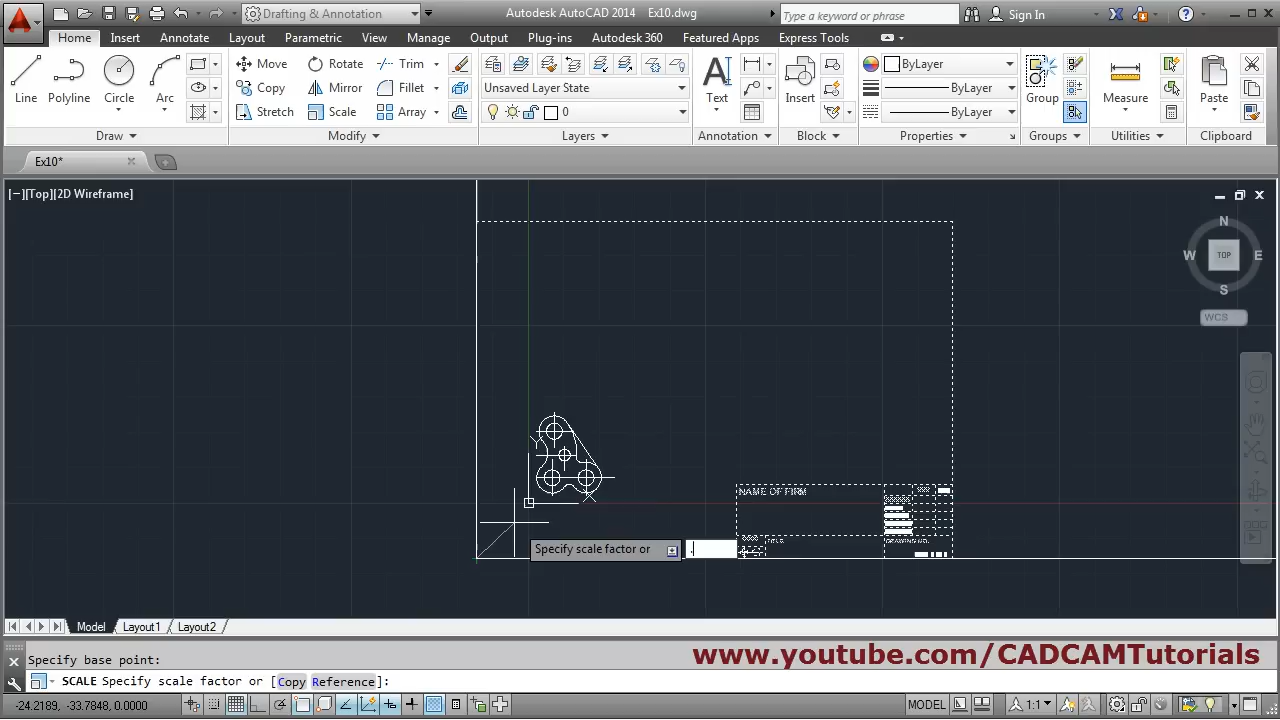 Drafting & Annotation
Autodesk AutoCAD 2014 Ex10.dwg
Type a keyword or phrase
Sign In
Home Insert Annotate Layout Parametric View Manage Output Plug-ins Autodesk 360 Featured Apps Express Tools
Line
Polyline
Circle
Arc
Draw
Move Rotate Trim
Copy Mirror Fillet
Stretch Scale Array
Modify
Unsaved Layer State
0
Layers
Text
Annotation
Insert
Block
ByLayer
ByLayer
ByLayer
Properties
Group
Groups
Measure
Utilities
Paste
Clipboard
Ex10*
[−][Top][2D Wireframe]
N
W TOP E
S
WCS
NAME OF FIRM
TITLE
DRAWING NO.
Specify scale factor or .
Model Layout1 Layout2
Specify base point:
www.youtube.com/CADCAMTutorials
SCALE Specify scale factor or [Copy Reference]:
-24.2189, -33.7848, 0.0000
MODEL
1:1